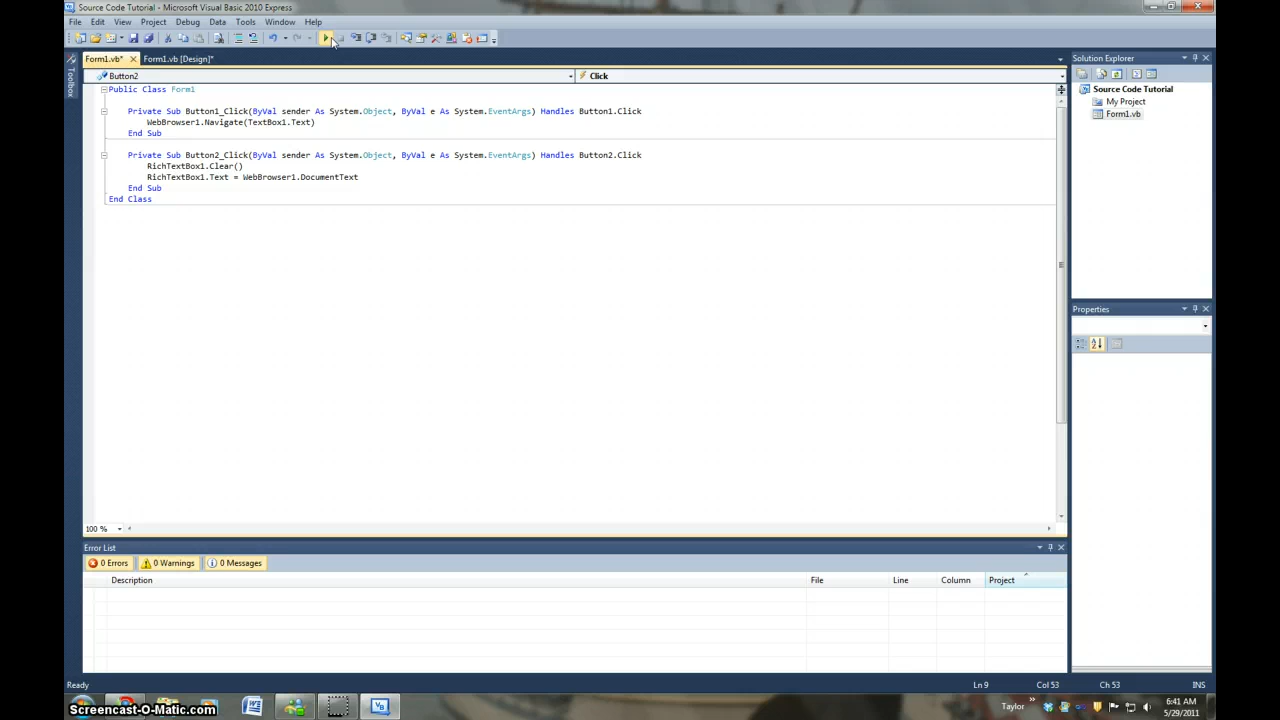 Source Code Tutorial - Microsoft Visual Basic 2010 Express
File Edit View Project Debug Data Tools Window Help
Form1.vb* Form1.vb [Design]*
Solution Explorer
Toolbox
Button2 Click
Public Class Form1
Source Code Tutorial
My Project
Form1.vb
Private Sub Button1_Click(ByVal sender As System.Object, ByVal e As System.EventArgs) Handles Button1.Click
WebBrowser1.Navigate(TextBox1.Text)
End Sub
Private Sub Button2_Click(ByVal sender As System.Object, ByVal e As System.EventArgs) Handles Button2.Click
RichTextBox1.Clear()
RichTextBox1.Text = WebBrowser1.DocumentText
End Sub
End Class
Properties
100 %
Error List
0 Errors 0 Warnings 0 Messages
Description File Line Column Project
Ready Ln 9 Col 53 Ch 53 INS
Screencast-O-Matic.com
Taylor
6:41 AM
5/29/2011